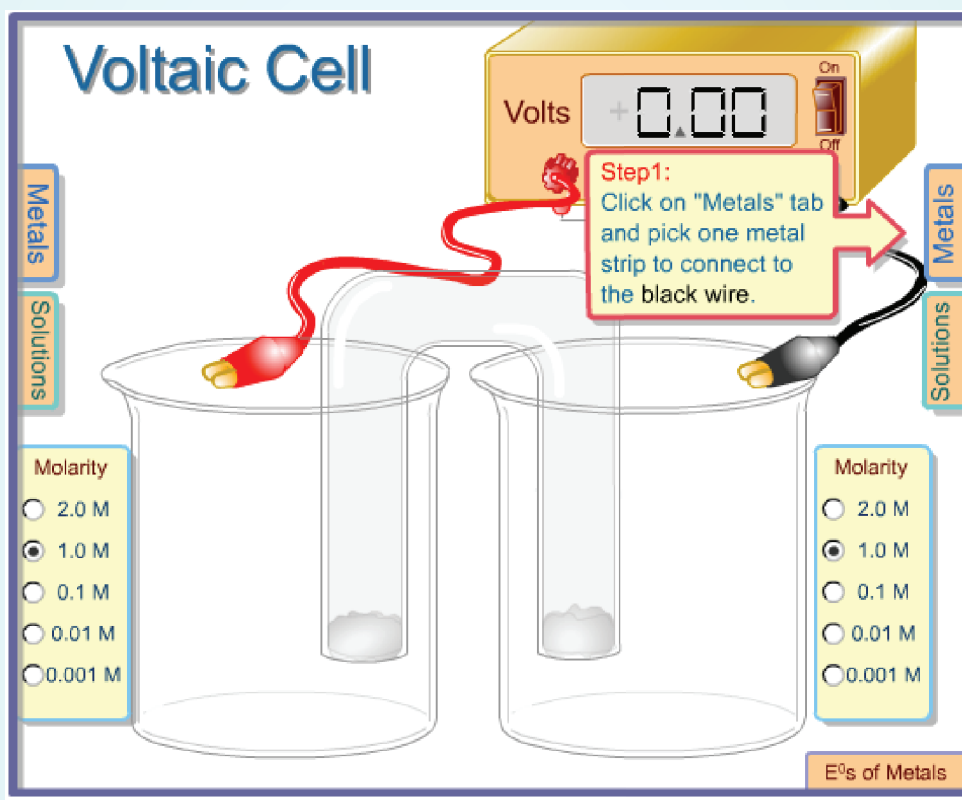 Voltaic Cell
Volts
+0.00
On
Off
Step1:
Click on "Metals" tab
and pick one metal
strip to connect to
the black wire.
Metals
Solutions
Metals
Solutions
Molarity
2.0 M
1.0 M
0.1 M
0.01 M
0.001 M
Molarity
2.0 M
1.0 M
0.1 M
0.01 M
0.001 M
E⁰s of Metals